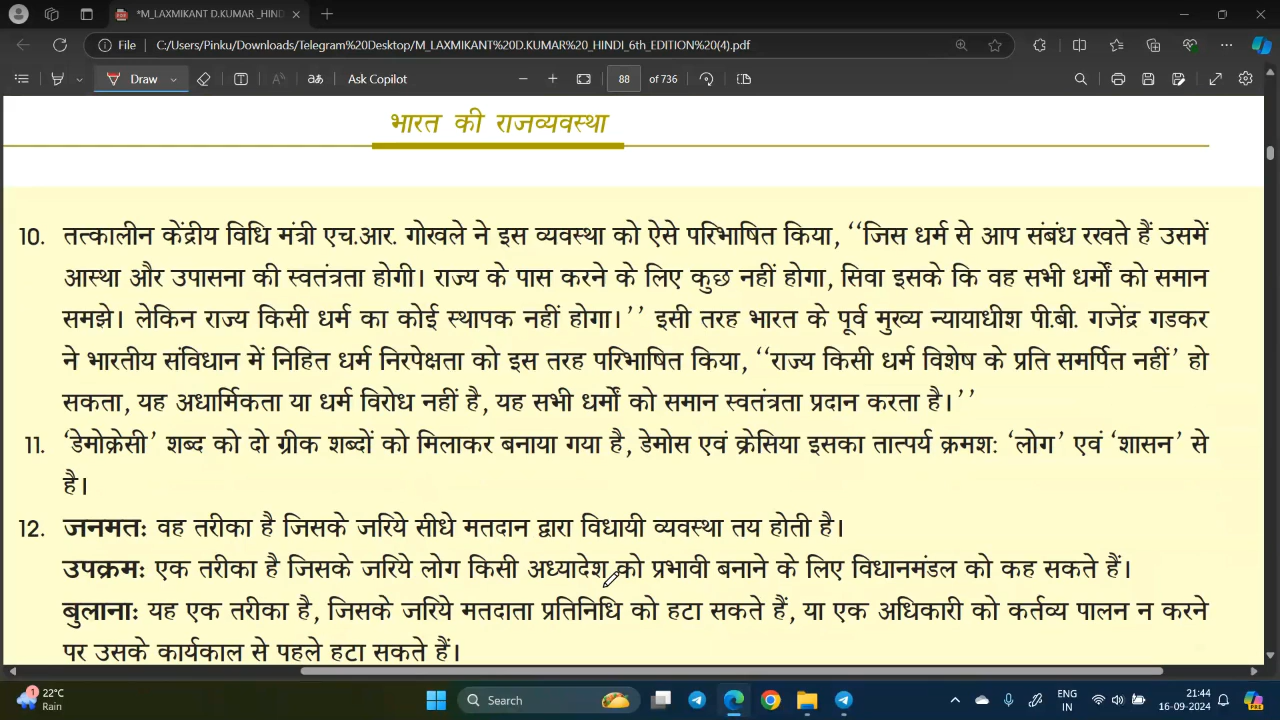 *M_LAXMIKANT D.KUMAR _HIND
File C:/Users/Pinku/Downloads/Telegram%20Desktop/M_LAXMIKANT%20D.KUMAR%20_HINDI_6th_EDITION%20(4).pdf
Draw Ask Copilot 88 of 736
भारत की राजव्यवस्था
10. तत्कालीन केंद्रीय विधि मंत्री एच.आर. गोखले ने इस व्यवस्था को ऐसे परिभाषित किया, ‘‘जिस धर्म से आप संबंध रखते हैं उसमें
आस्था और उपासना की स्वतंत्रता होगी। राज्य के पास करने के लिए कुछ नहीं होगा, सिवा इसके कि वह सभी धर्मों को समान
समझे। लेकिन राज्य किसी धर्म का कोई स्थापक नहीं होगा।’’ इसी तरह भारत के पूर्व मुख्य न्यायाधीश पी.बी. गजेंद्र गडकर
ने भारतीय संविधान में निहित धर्म निरपेक्षता को इस तरह परिभाषित किया, ‘‘राज्य किसी धर्म विशेष के प्रति समर्पित नहीं’ हो
सकता, यह अधार्मिकता या धर्म विरोध नहीं है, यह सभी धर्मों को समान स्वतंत्रता प्रदान करता है।’’
11. ‘डेमोक्रेसी’ शब्द को दो ग्रीक शब्दों को मिलाकर बनाया गया है, डेमोस एवं क्रेसिया इसका तात्पर्य क्रमश: ‘लोग’ एवं ‘शासन’ से
है।
12. जनमत: वह तरीका है जिसके जरिये सीधे मतदान द्वारा विधायी व्यवस्था तय होती है।
उपक्रम: एक तरीका है जिसके जरिये लोग किसी अध्यादेश को प्रभावी बनाने के लिए विधानमंडल को कह सकते हैं।
बुलाना: यह एक तरीका है, जिसके जरिये मतदाता प्रतिनिधि को हटा सकते हैं, या एक अधिकारी को कर्तव्य पालन न करने
पर उसके कार्यकाल से पहले हटा सकते हैं।
1 22°C Search ENG 21:44
Rain IN 16-09-2024